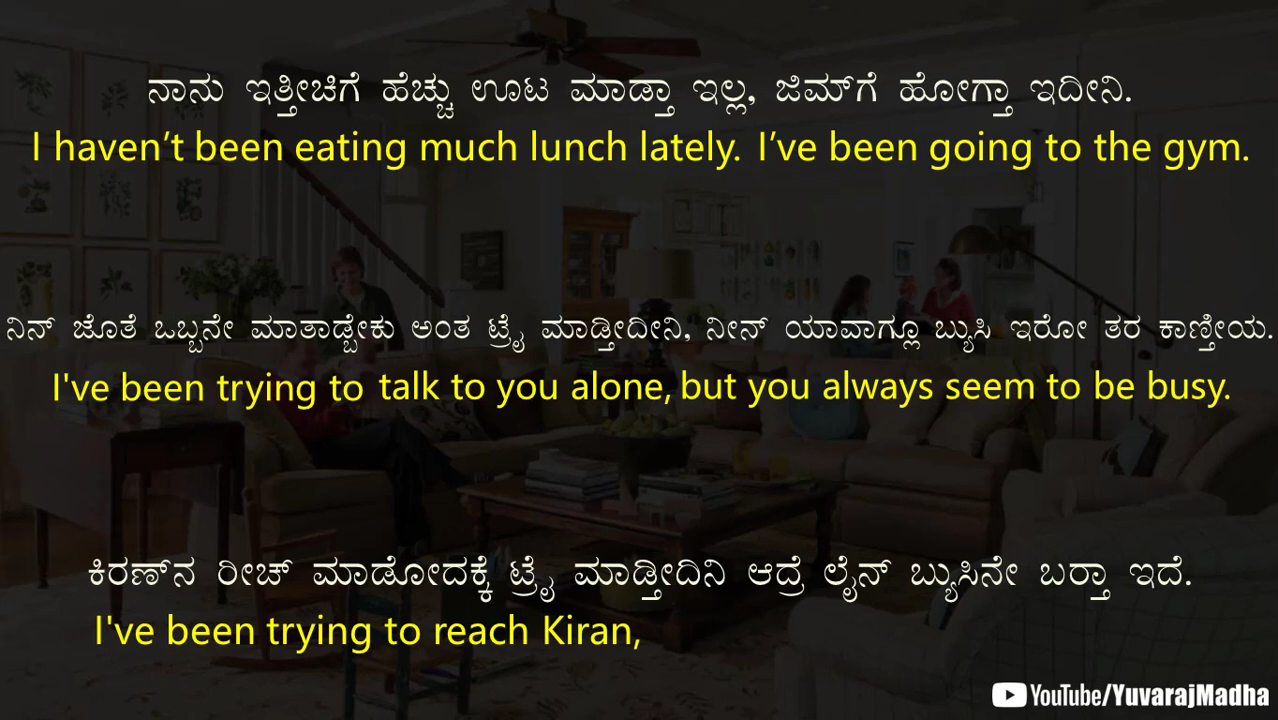 ನಾನು ಇತ್ತೀಚಿಗೆ ಹೆಚ್ಚು ಊಟ ಮಾಡ್ತಾ ಇಲ್ಲ, ಜಿಮ್‌ಗೆ ಹೋಗ್ತಾ ಇದೀನಿ.
I haven’t been eating much lunch lately. I’ve been going to the gym.
ನಿನ್ ಜೊತೆ ಒಬ್ಬನೇ ಮಾತಾಡ್ಬೇಕು ಅಂತ ಟ್ರೈ ಮಾಡ್ತೀದೀನಿ, ನೀನ್ ಯಾವಾಗ್ಲೂ ಬ್ಯುಸಿ ಇರೋ ತರ ಕಾಣ್ತೀಯ.
I've been trying to talk to you alone, but you always seem to be busy.
ಕಿರಣ್‌ನ ರೀಚ್ ಮಾಡೋದಕ್ಕೆ ಟ್ರೈ ಮಾಡ್ತೀದಿನಿ ಆದ್ರೆ ಲೈನ್ ಬ್ಯುಸಿನೇ ಬರ್‍ತಾ ಇದೆ.
I've been trying to reach Kiran,
YouTube/YuvarajMadha